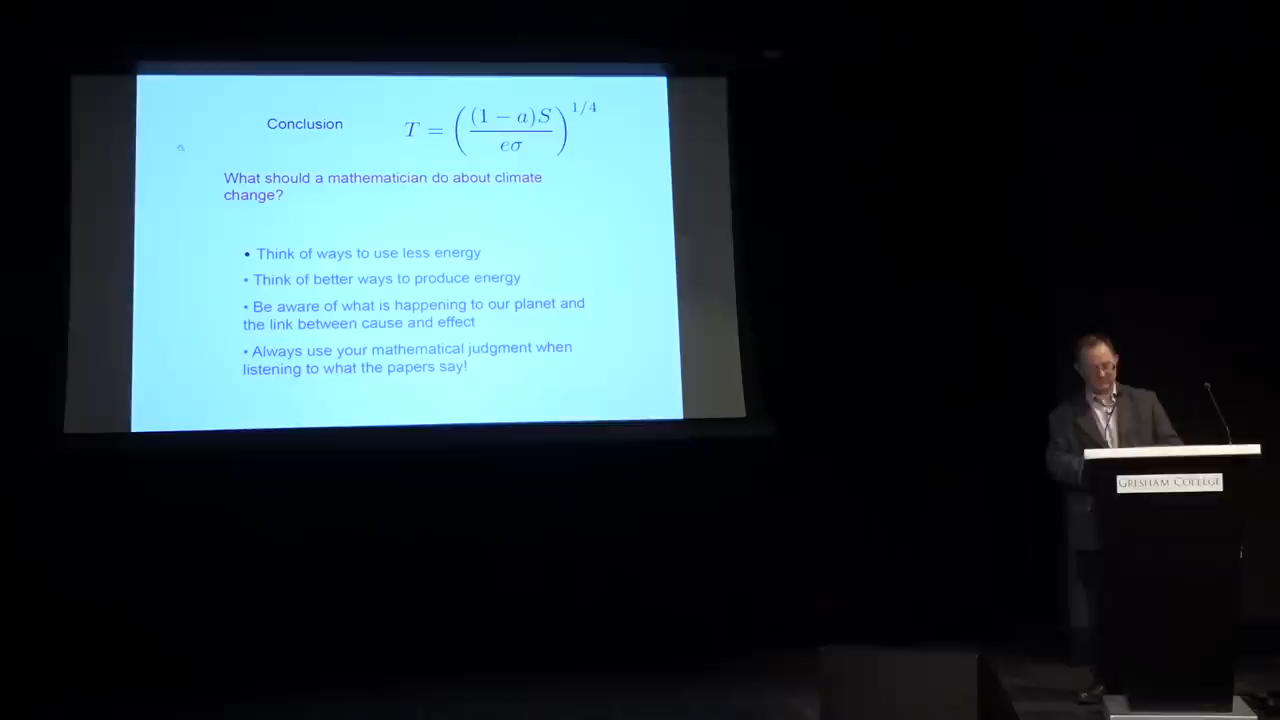 Conclusion
T = ((1 − a)S / eσ)^{1/4}
What should a mathematician do about climate
change?
• Think of ways to use less energy
• Think of better ways to produce energy
• Be aware of what is happening to our planet and
the link between cause and effect
• Always use your mathematical judgment when
listening to what the papers say!
GRESHAM COLLEGE